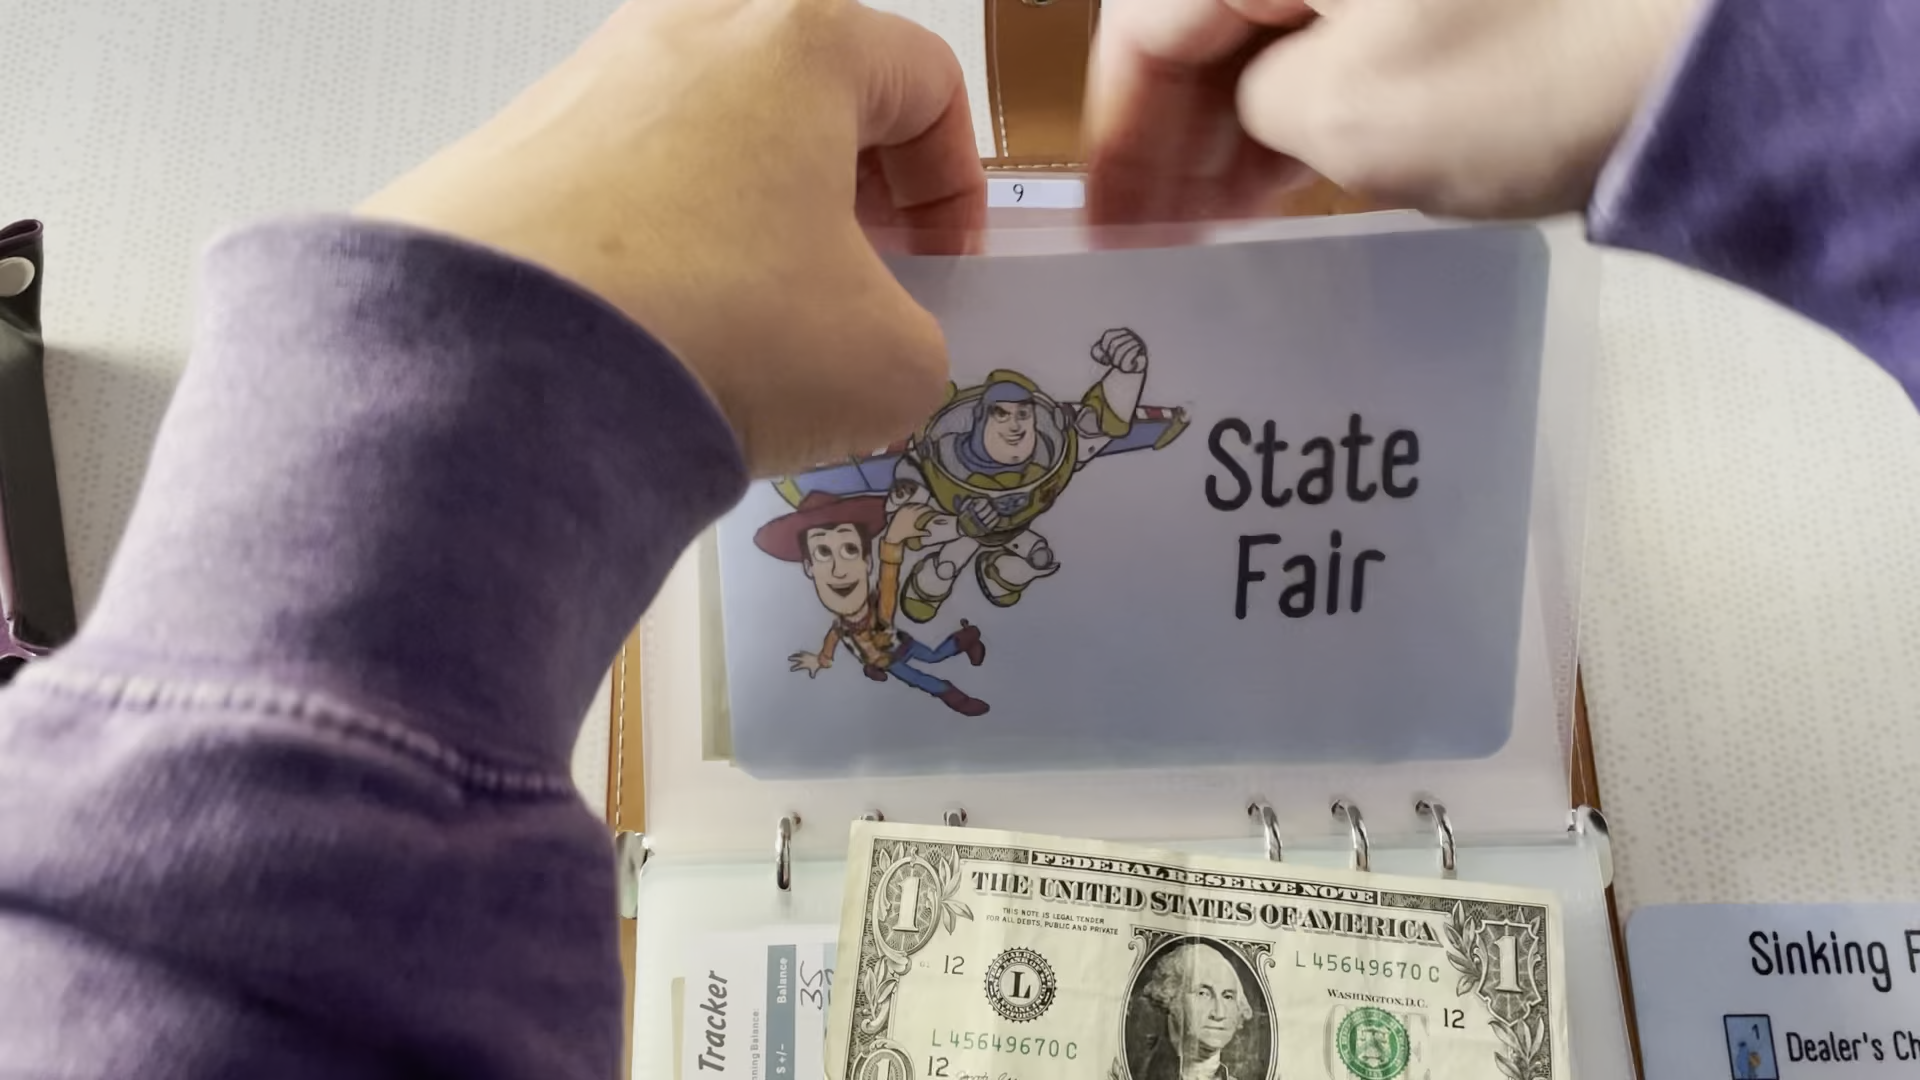 9
State
Fair
FEDERAL RESERVE NOTE
THE UNITED STATES OF AMERICA
THIS NOTE IS LEGAL TENDER
FOR ALL DEBTS, PUBLIC AND PRIVATE
1
1
12
L
L 45649670 C
WASHINGTON, D.C.
12
L 45649670 C
12
1
Tracker
Balance
$ +/-
35
Sinking
Dealer's
1